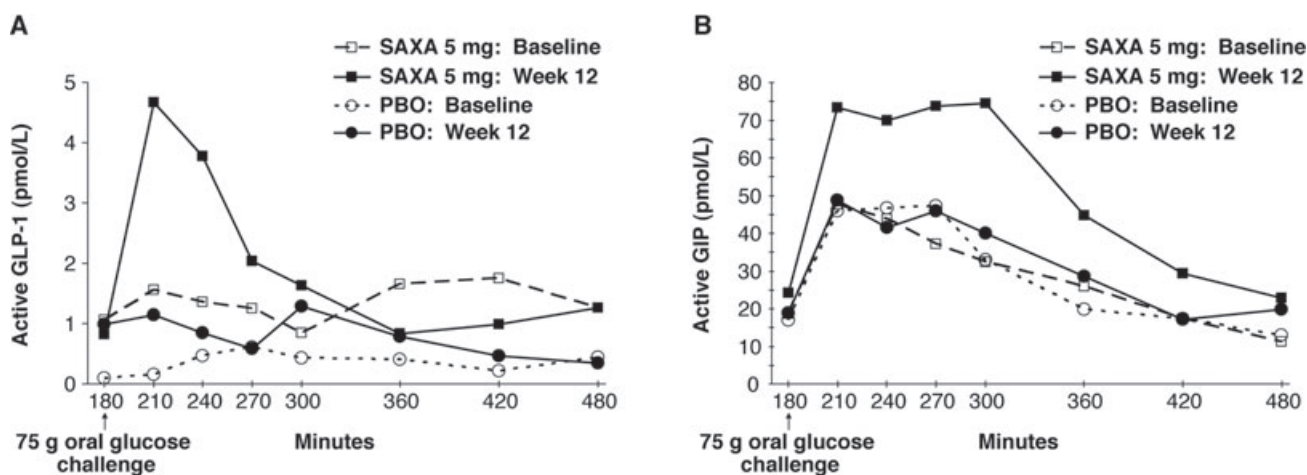 A
SAXA 5 mg: Baseline
SAXA 5 mg: Week 12
PBO: Baseline
PBO: Week 12
Active GLP-1 (pmol/L)
5
4
3
2
1
0
180 210 240 270 300 360 420 480
75 g oral glucose
challenge
Minutes
B
SAXA 5 mg: Baseline
SAXA 5 mg: Week 12
PBO: Baseline
PBO: Week 12
Active GIP (pmol/L)
80
70
60
50
40
30
20
10
0
180 210 240 270 300 360 420 480
75 g oral glucose
challenge
Minutes